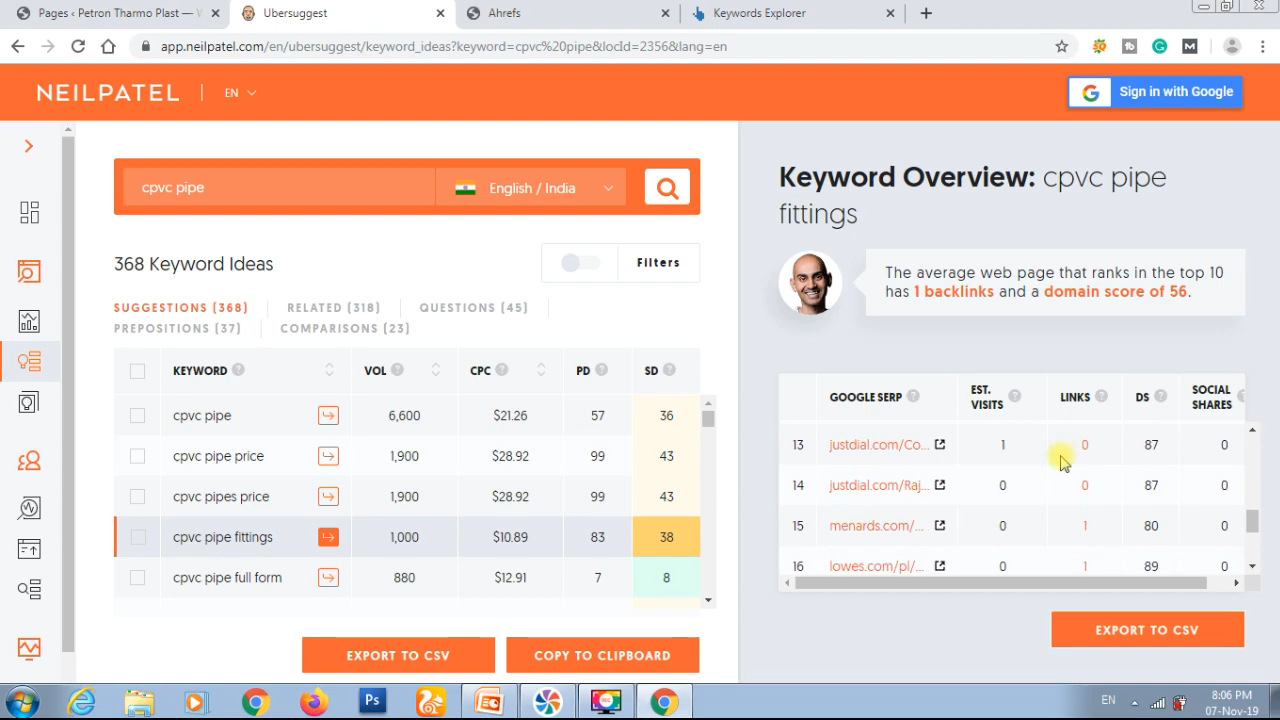 Pages ‹ Petron Tharmo Plast — W
Ubersuggest
Ahrefs
Keywords Explorer
app.neilpatel.com/en/ubersuggest/keyword_ideas?keyword=cpvc%20pipe&locId=2356&lang=en
NEILPATEL
EN
Sign in with Google
cpvc pipe
English / India
368 Keyword Ideas
Filters
SUGGESTIONS (368)
RELATED (318)
QUESTIONS (45)
PREPOSITIONS (37)
COMPARISONS (23)
KEYWORD VOL CPC PD SD
cpvc pipe 6,600 $21.26 57 36
cpvc pipe price 1,900 $28.92 99 43
cpvc pipes price 1,900 $28.92 99 43
cpvc pipe fittings 1,000 $10.89 83 38
cpvc pipe full form 880 $12.91 7 8
EXPORT TO CSV
COPY TO CLIPBOARD
Keyword Overview: cpvc pipe
fittings
The average web page that ranks in the top 10
has 1 backlinks and a domain score of 56.
GOOGLE SERP EST. VISITS LINKS DS SOCIAL SHARES
13 justdial.com/Co... 1 0 87 0
14 justdial.com/Raj... 0 0 87 0
15 menards.com/... 0 1 80 0
16 lowes.com/pl/... 0 1 89 0
EXPORT TO CSV
EN
8:06 PM
07-Nov-19